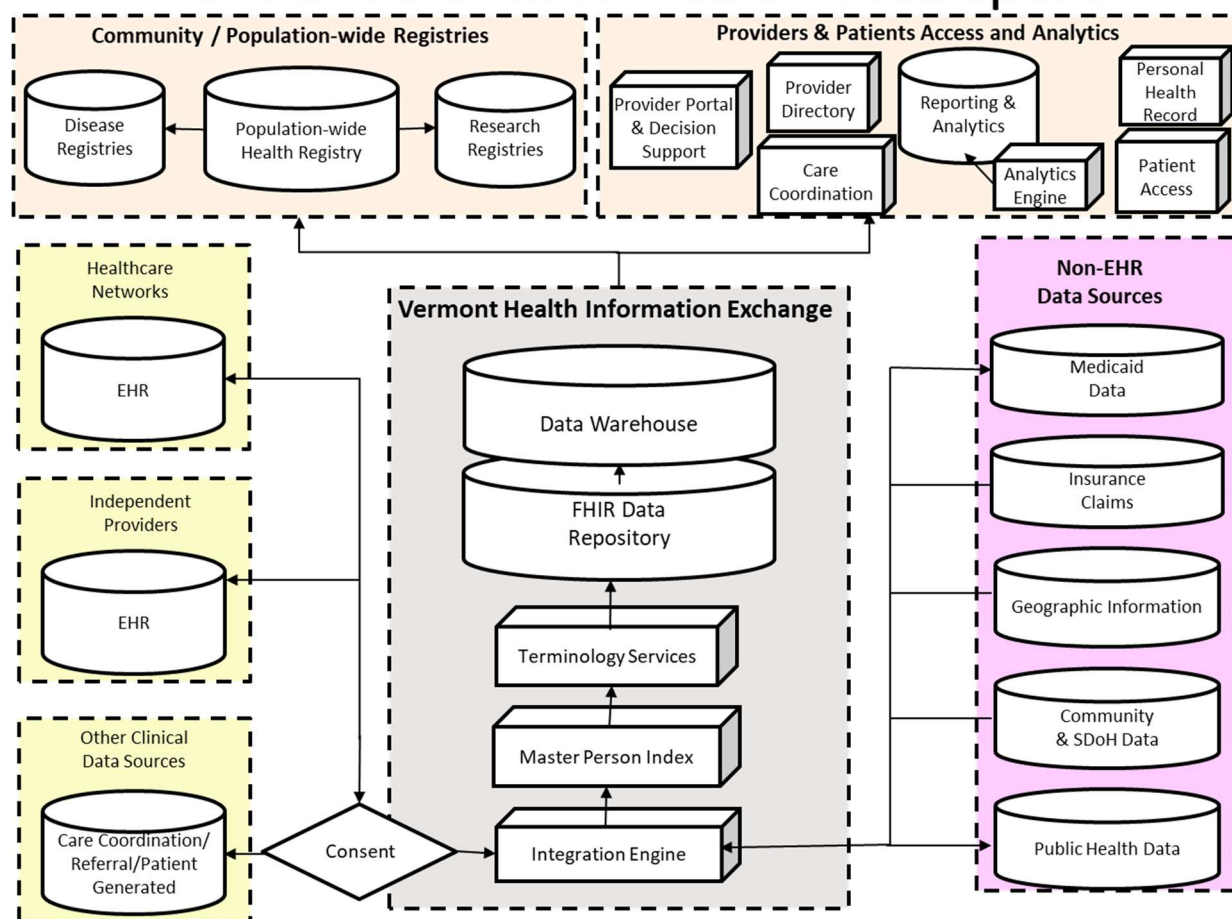 Community / Population-wide Registries
Disease
Registries
Population-wide
Health Registry
Research
Registries
Providers & Patients Access and Analytics
Provider Portal
& Decision
Support
Provider
Directory
Care
Coordination
Reporting &
Analytics
Analytics
Engine
Personal
Health
Record
Patient
Access
Healthcare
Networks
EHR
Independent
Providers
EHR
Other Clinical
Data Sources
Care Coordination/
Referral/Patient
Generated
Consent
Vermont Health Information Exchange
Data Warehouse
FHIR Data
Repository
Terminology Services
Master Person Index
Integration Engine
Non-EHR
Data Sources
Medicaid
Data
Insurance
Claims
Geographic Information
Community
& SDoH Data
Public Health Data